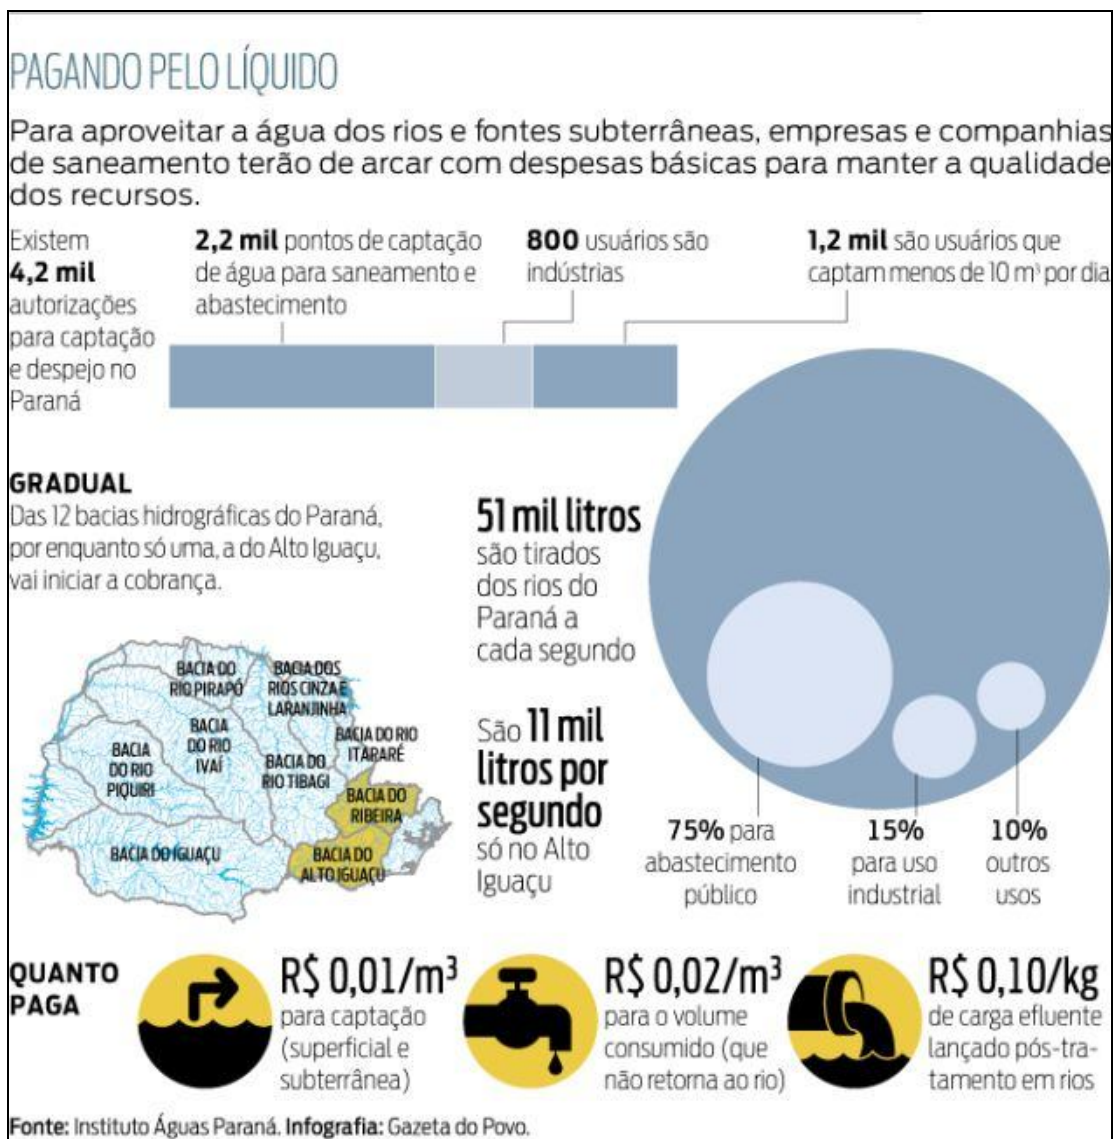 PAGANDO PELO LÍQUIDO
Para aproveitar a água dos rios e fontes subterrâneas, empresas e companhias
de saneamento terão de arcar com despesas básicas para manter a qualidade
dos recursos.
Existem
4,2 mil
autorizações
para captação
e despejo no
Paraná
2,2 mil pontos de captação
de água para saneamento e
abastecimento
800 usuários são
indústrias
1,2 mil são usuários que
captam menos de 10 m³ por dia
GRADUAL
Das 12 bacias hidrográficas do Paraná,
por enquanto só uma, a do Alto Iguaçu,
vai iniciar a cobrança.
BACIA DO
RIO PIRAPÓ
BACIA DOS
RIOS CINZA E
LARANJINHA
BACIA
DO RIO
IVAÍ
BACIA DO RIO
ITARARÉ
BACIA
DO RIO
PIQUIRI
BACIA DO
RIO TIBAGI
BACIA DO
RIBEIRA
BACIA DO IGUAÇU
BACIA DO
ALTO IGUAÇU
51 mil litros
são tirados
dos rios do
Paraná a
cada segundo
São 11 mil
litros por
segundo
só no Alto
Iguaçu
75% para
abastecimento
público
15%
para uso
industrial
10%
outros
usos
QUANTO
PAGA
R$ 0,01/m³
para captação
(superficial e
subterrânea)
R$ 0,02/m³
para o volume
consumido (que
não retorna ao rio)
R$ 0,10/kg
de carga efluente
lançado pós-tra-
tamento em rios
Fonte: Instituto Águas Paraná. Infografia: Gazeta do Povo.